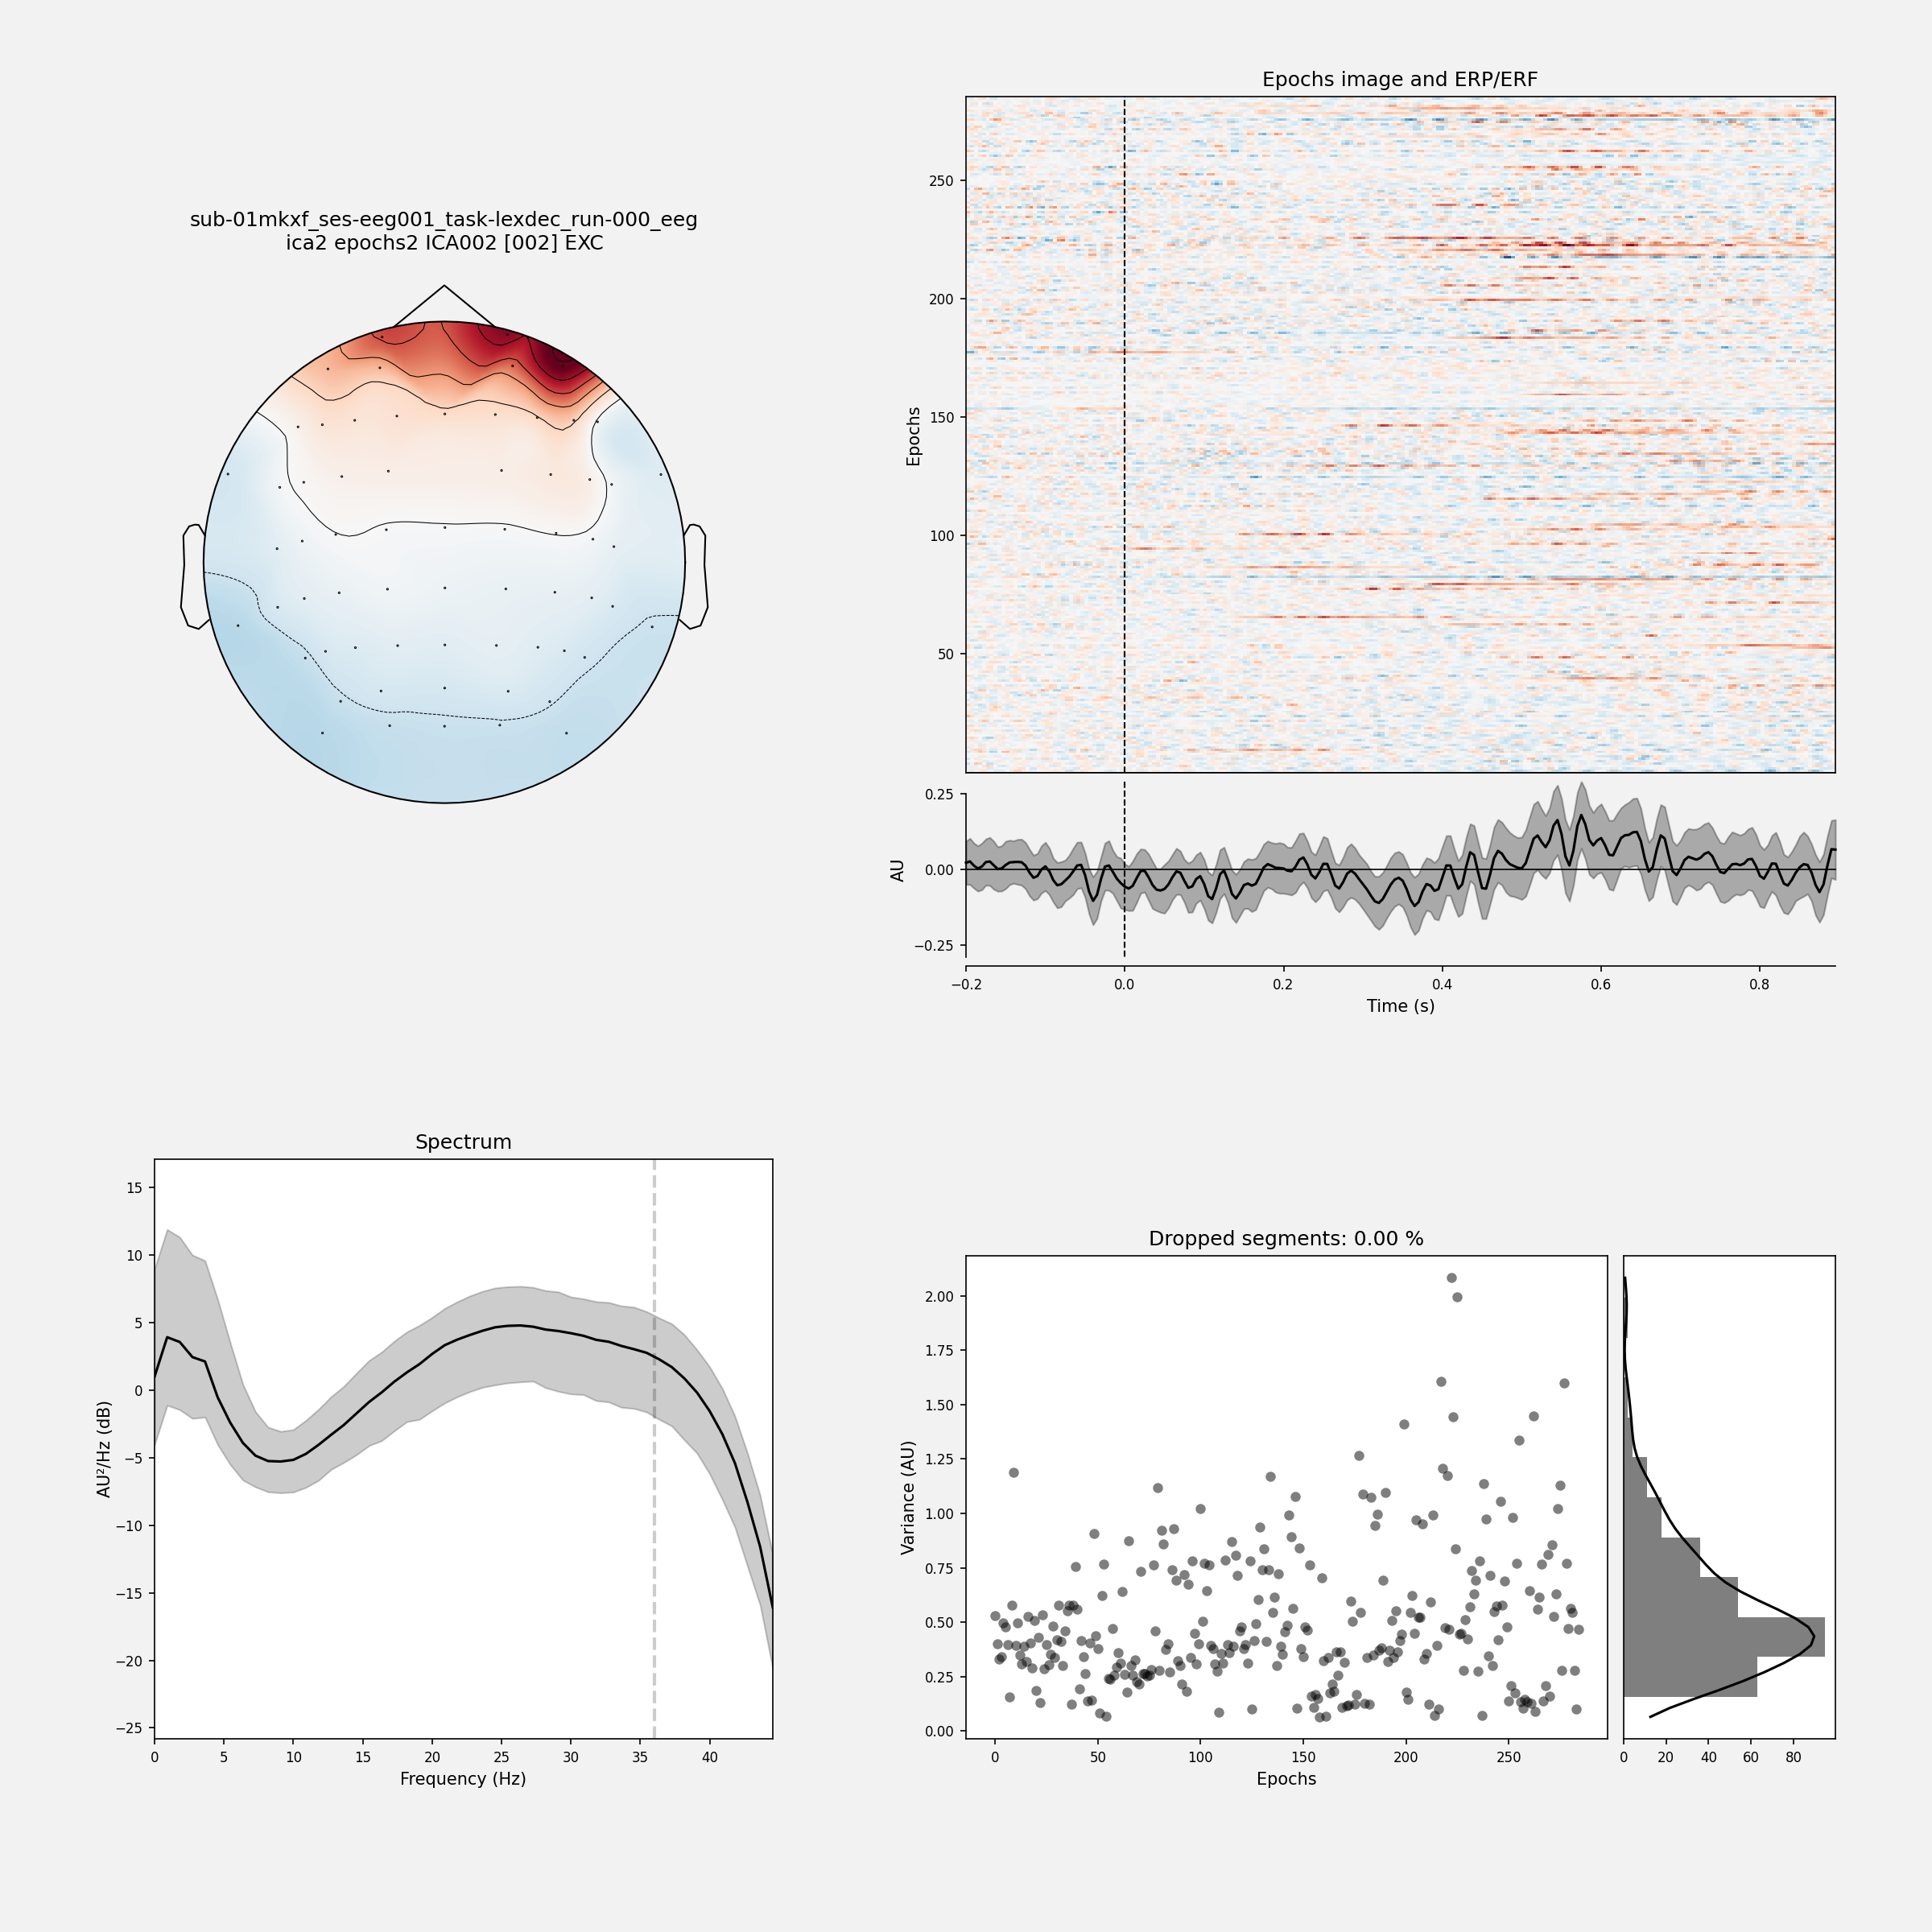 sub-01mkxf_ses-eeg001_task-lexdec_run-000_eeg
ica2 epochs2 ICA002 [002] EXC
Epochs image and ERP/ERF
Epochs
250
200
150
100
50
AU
0.25
0.00
−0.25
−0.2 0.0 0.2 0.4 0.6 0.8
Time (s)
Spectrum
AU²/Hz (dB)
15
10
5
0
−5
−10
−15
−20
−25
0 5 10 15 20 25 30 35 40
Frequency (Hz)
Dropped segments: 0.00 %
Variance (AU)
2.00
1.75
1.50
1.25
1.00
0.75
0.50
0.25
0.00
0 50 100 150 200 250
Epochs
0 20 40 60 80